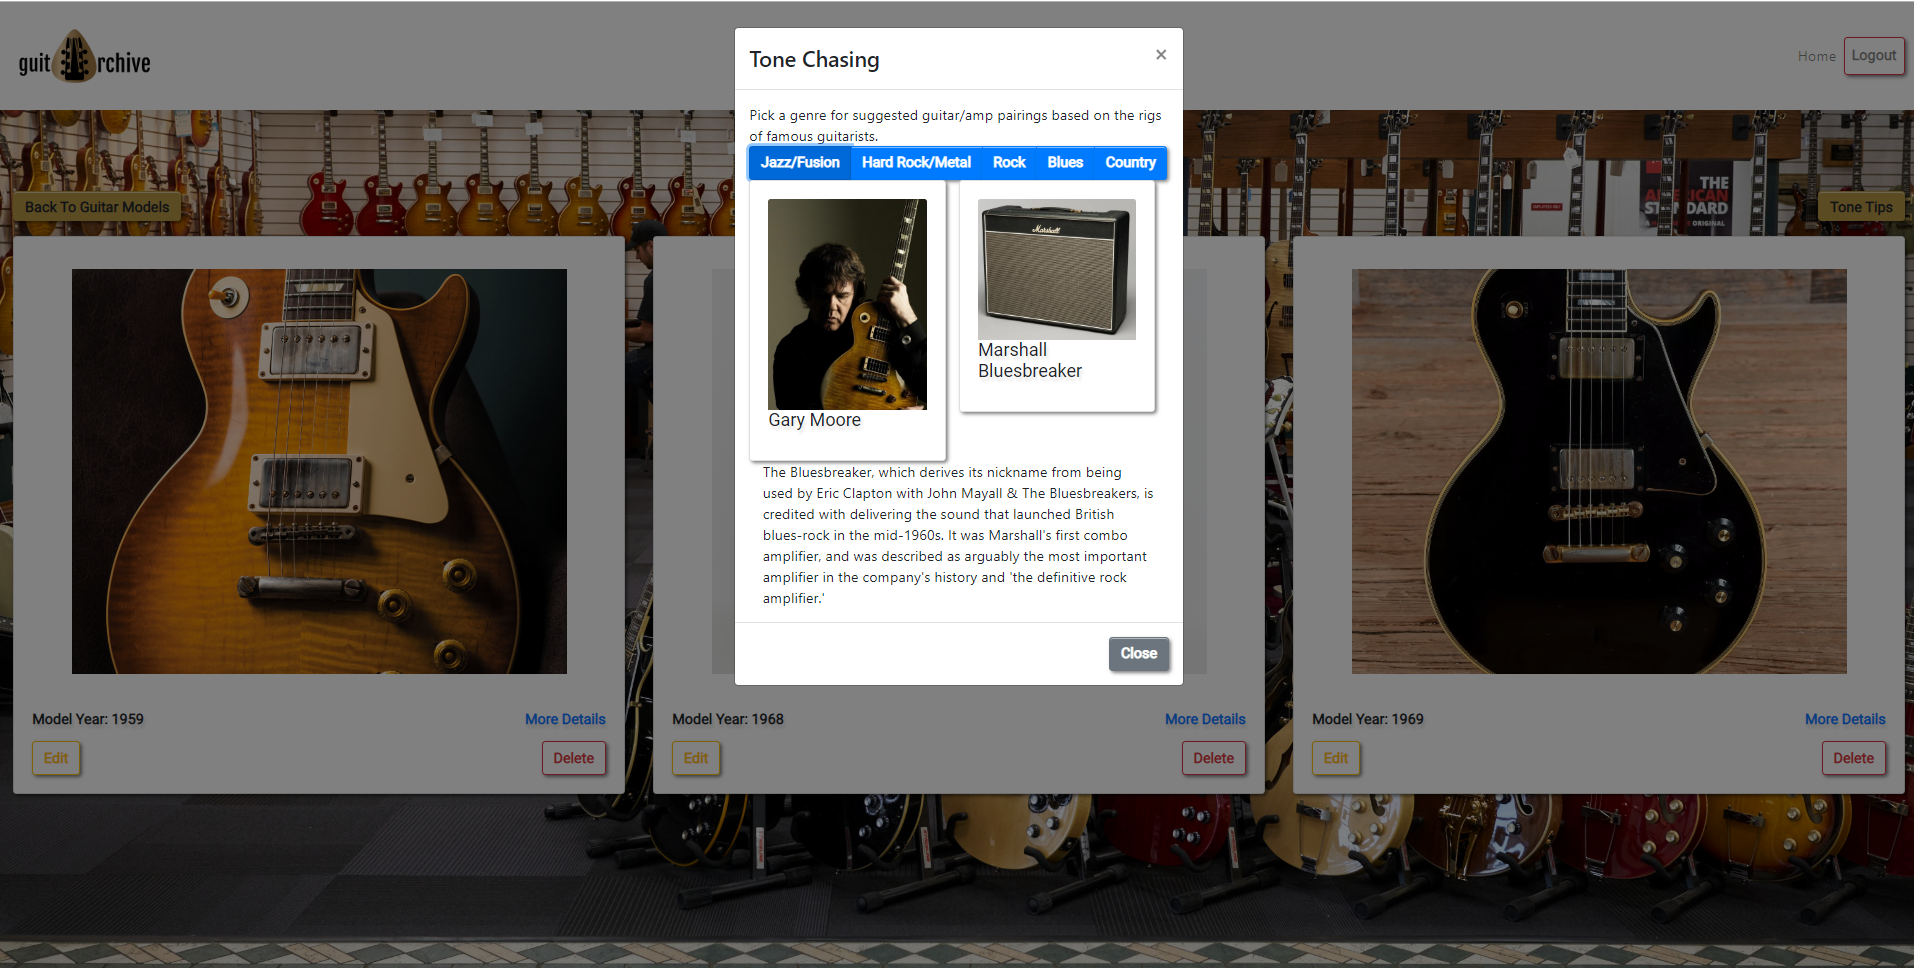 guit rchive
Home
Logout
Tone Chasing
×
Pick a genre for suggested guitar/amp pairings based on the rigs
of famous guitarists.
Jazz/Fusion
Hard Rock/Metal
Rock
Blues
Country
Back To Guitar Models
Tone Tips
THE
AMERICAN
STANDARD
ORIGINAL
Marshall
Gary Moore
Marshall
Bluesbreaker
The Bluesbreaker, which derives its nickname from being
used by Eric Clapton with John Mayall & The Bluesbreakers, is
credited with delivering the sound that launched British
blues-rock in the mid-1960s. It was Marshall's first combo
amplifier, and was described as arguably the most important
amplifier in the company's history and 'the definitive rock
amplifier.'
Close
Model Year: 1959
More Details
Edit
Delete
Model Year: 1968
More Details
Edit
Delete
Model Year: 1969
More Details
Edit
Delete